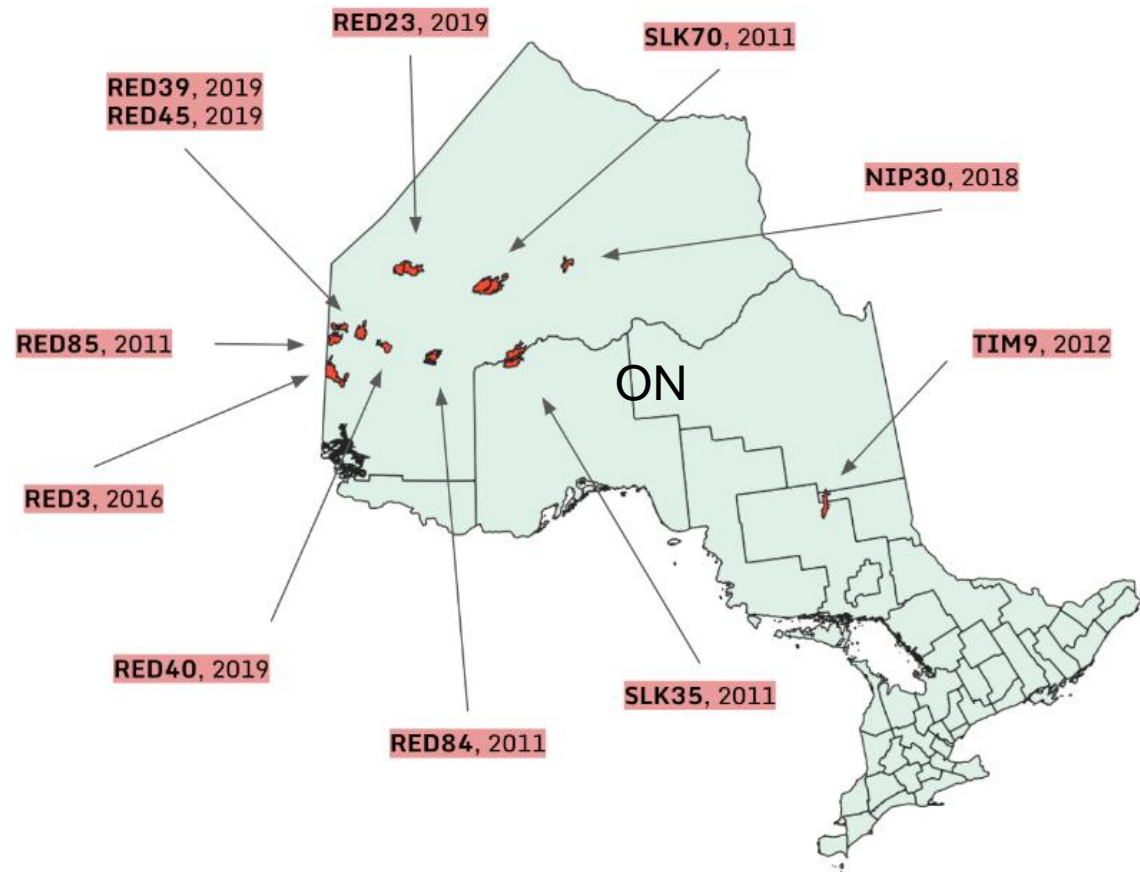 RED23, 2019
SLK70, 2011
RED39, 2019
RED45, 2019
NIP30, 2018
RED85, 2011
TIM9, 2012
ON
RED3, 2016
RED40, 2019
SLK35, 2011
RED84, 2011